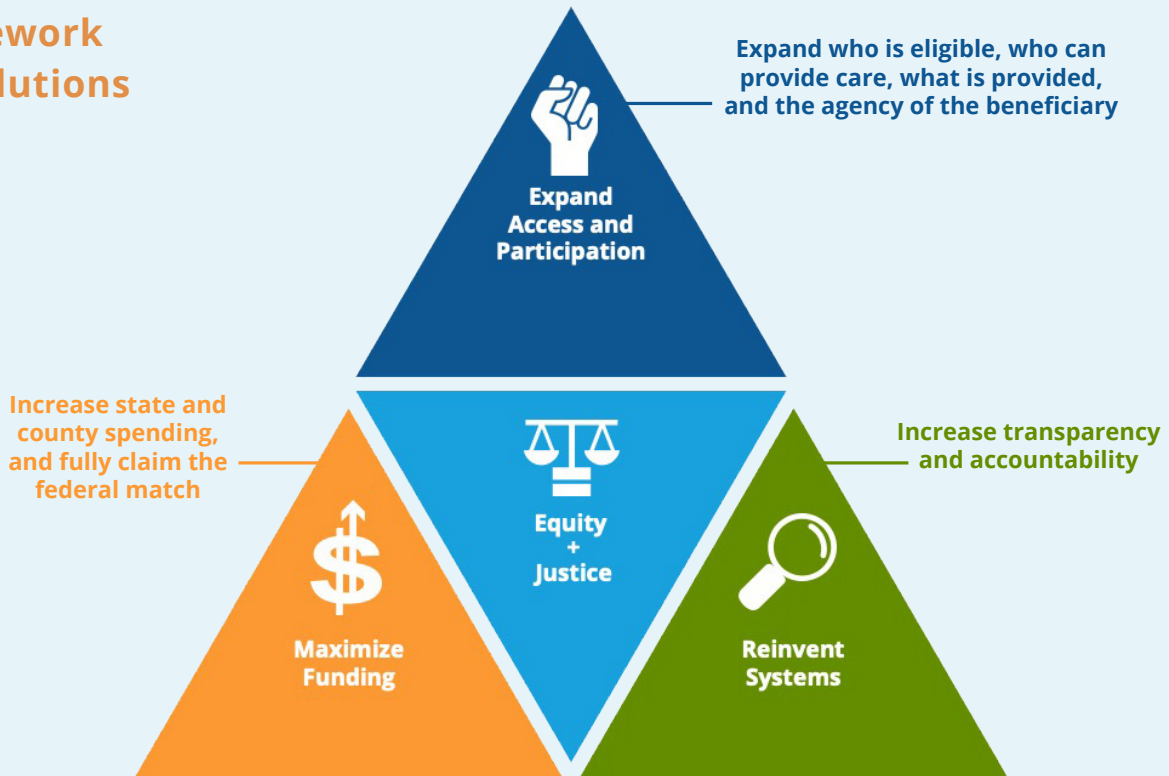 ework
lutions
Expand who is eligible, who can
provide care, what is provided,
and the agency of the beneficiary
Expand
Access and
Participation
Increase state and
county spending,
and fully claim the
federal match
Increase transparency
and accountability
Equity
+
Justice
Maximize
Funding
Reinvent
Systems